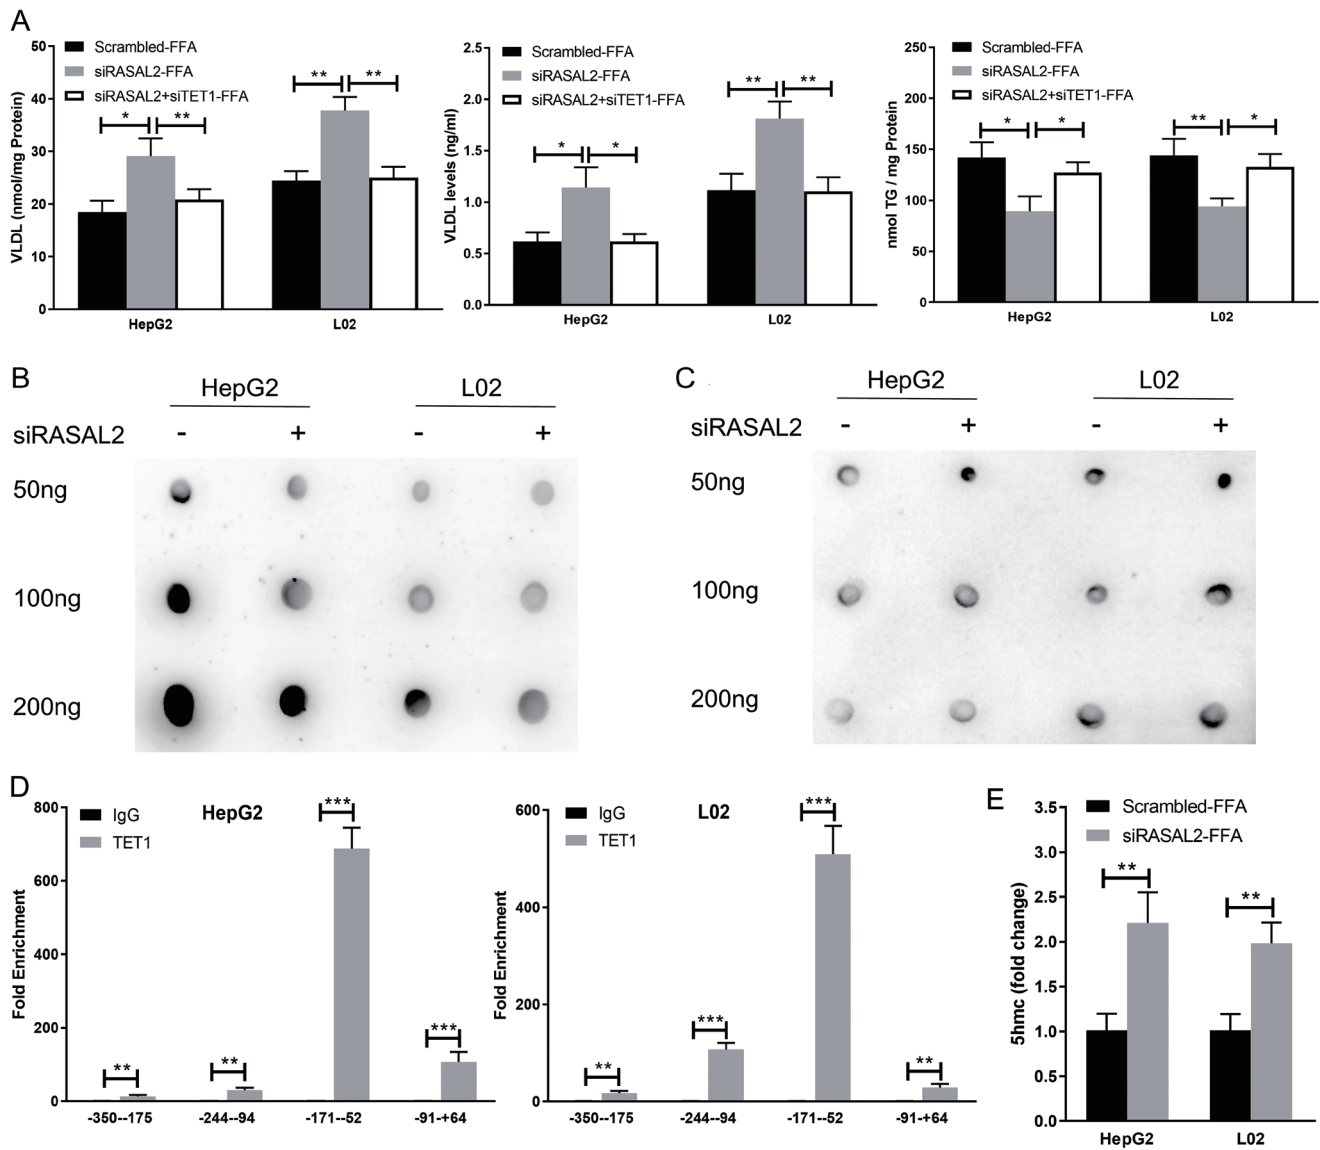 A
VLDL (nmol/mg Protein)
50
40
30
20
10
0
Scrambled-FFA
siRASAL2-FFA
siRASAL2+siTET1-FFA
* ** ** **
HepG2 L02
VLDL levels (ng/ml)
2.5
2.0
1.5
1.0
0.5
0.0
Scrambled-FFA
siRASAL2-FFA
siRASAL2+siTET1-FFA
* * ** **
HepG2 L02
nmol TG / mg Protein
250
200
150
100
50
0
Scrambled-FFA
siRASAL2-FFA
siRASAL2+siTET1-FFA
* * ** *
HepG2 L02
B
HepG2 L02
siRASAL2 - + - +
50ng
100ng
200ng
C
HepG2 L02
siRASAL2 - + - +
50ng
100ng
200ng
D
Fold Enrichment
800
600
400
200
0
IgG
TET1
HepG2
** ** *** ***
-350--175 -244--94 -171--52 -91-+64
Fold Enrichment
600
400
200
0
IgG
TET1
L02
** *** *** **
-350--175 -244--94 -171--52 -91-+64
E
5hmc (fold change)
3.5
3.0
2.5
2.0
1.5
1.0
0.5
0.0
Scrambled-FFA
siRASAL2-FFA
** **
HepG2 L02